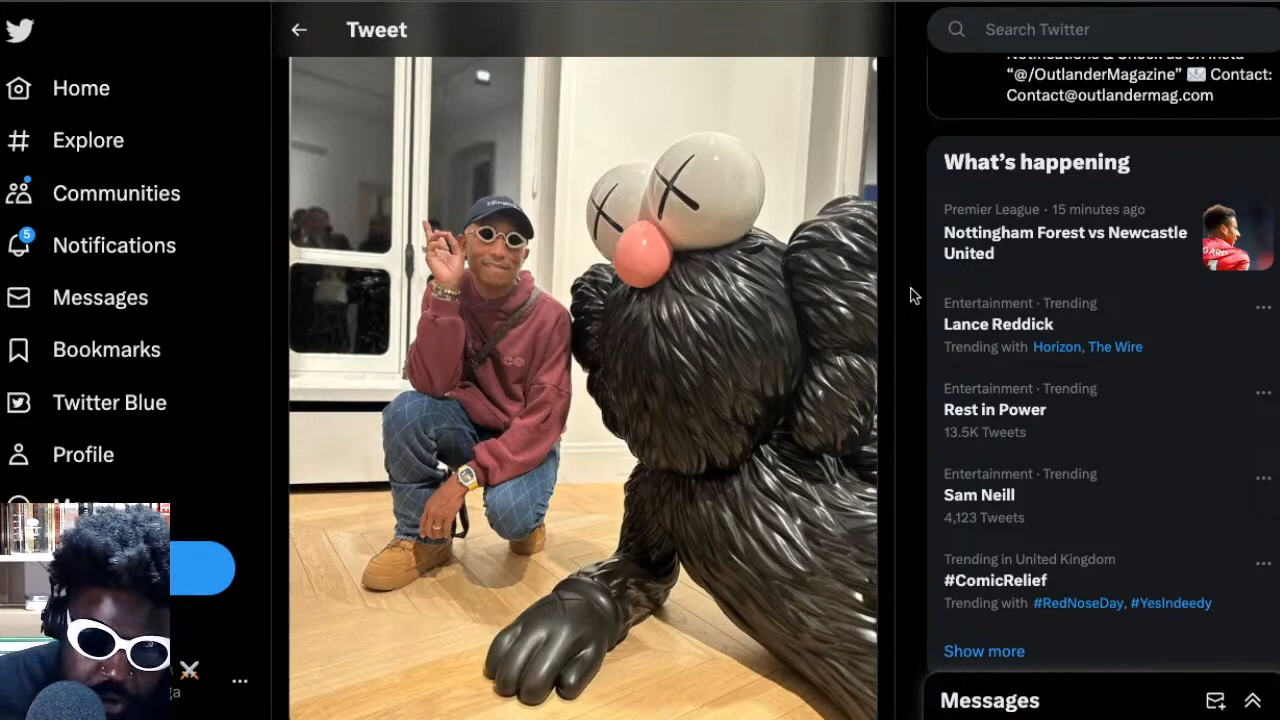 Tweet
Search Twitter
Home
Explore
Communities
5
Notifications
Messages
Bookmarks
Twitter Blue
Profile
“@/OutlanderMagazine” ✉️ Contact:
Contact@outlandermag.com
What’s happening
Premier League · 15 minutes ago
Nottingham Forest vs Newcastle
United
Entertainment · Trending
Lance Reddick
Trending with Horizon, The Wire
Entertainment · Trending
Rest in Power
13.5K Tweets
Entertainment · Trending
Sam Neill
4,123 Tweets
Trending in United Kingdom
#ComicRelief
Trending with #RedNoseDay, #YesIndeedy
Show more
Messages